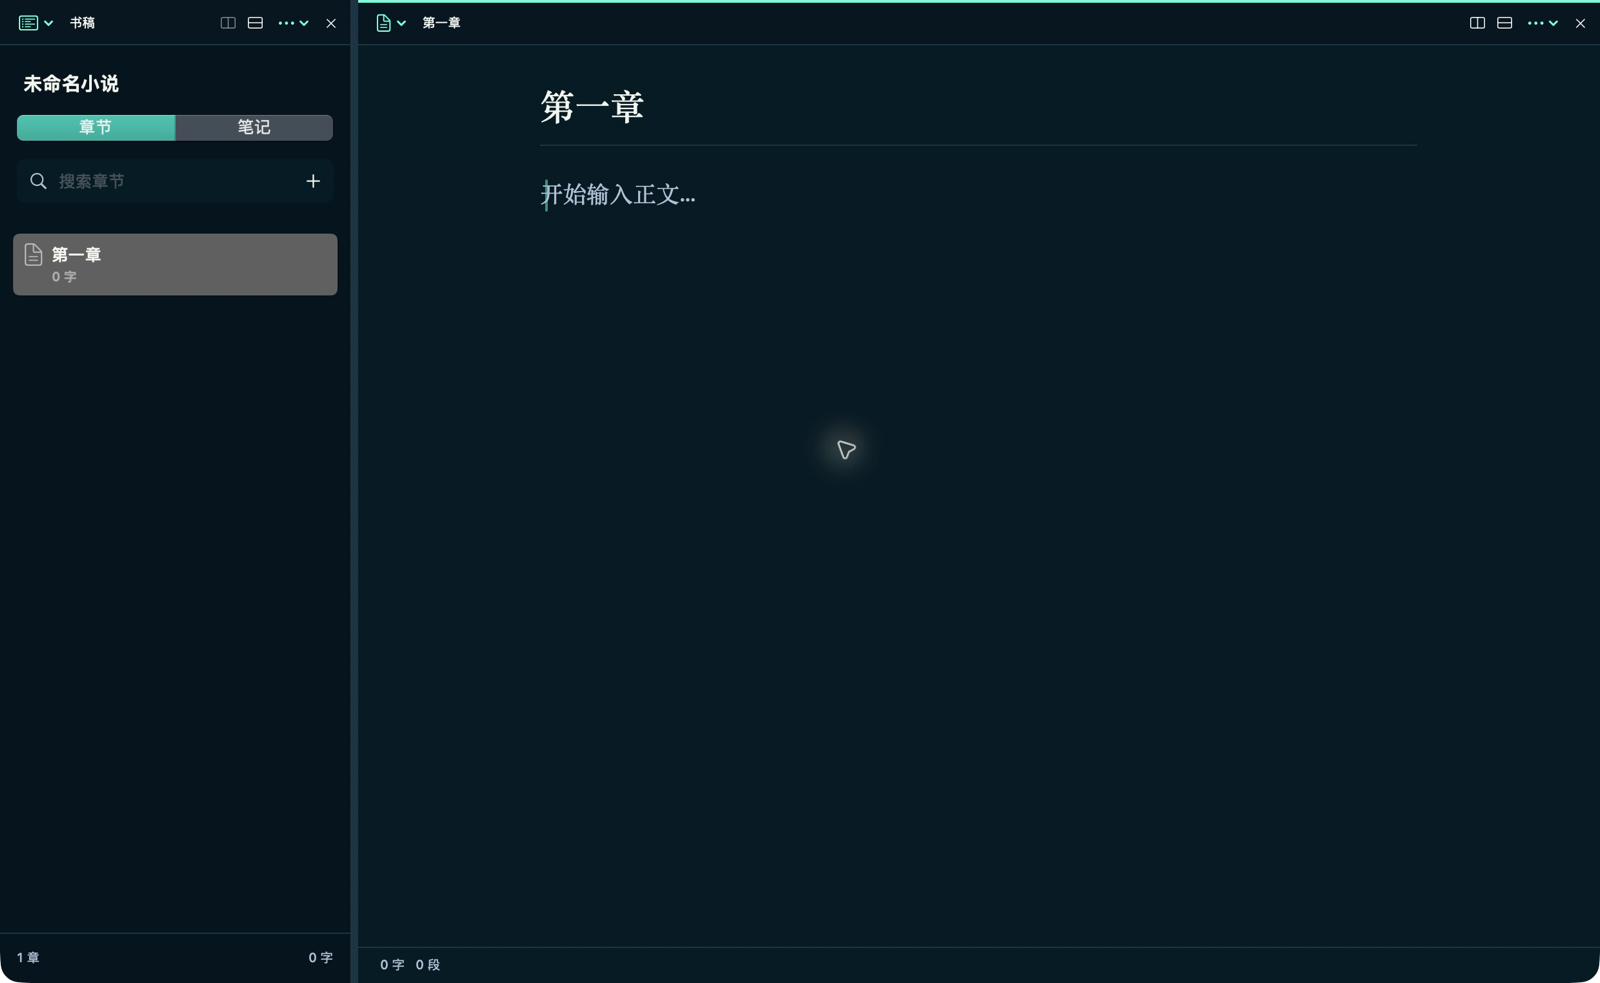 书稿
未命名小说
章节 笔记
搜索章节
第一章
0 字
1 章 0 字
第一章
第一章
开始输入正文...
0 字 0 段